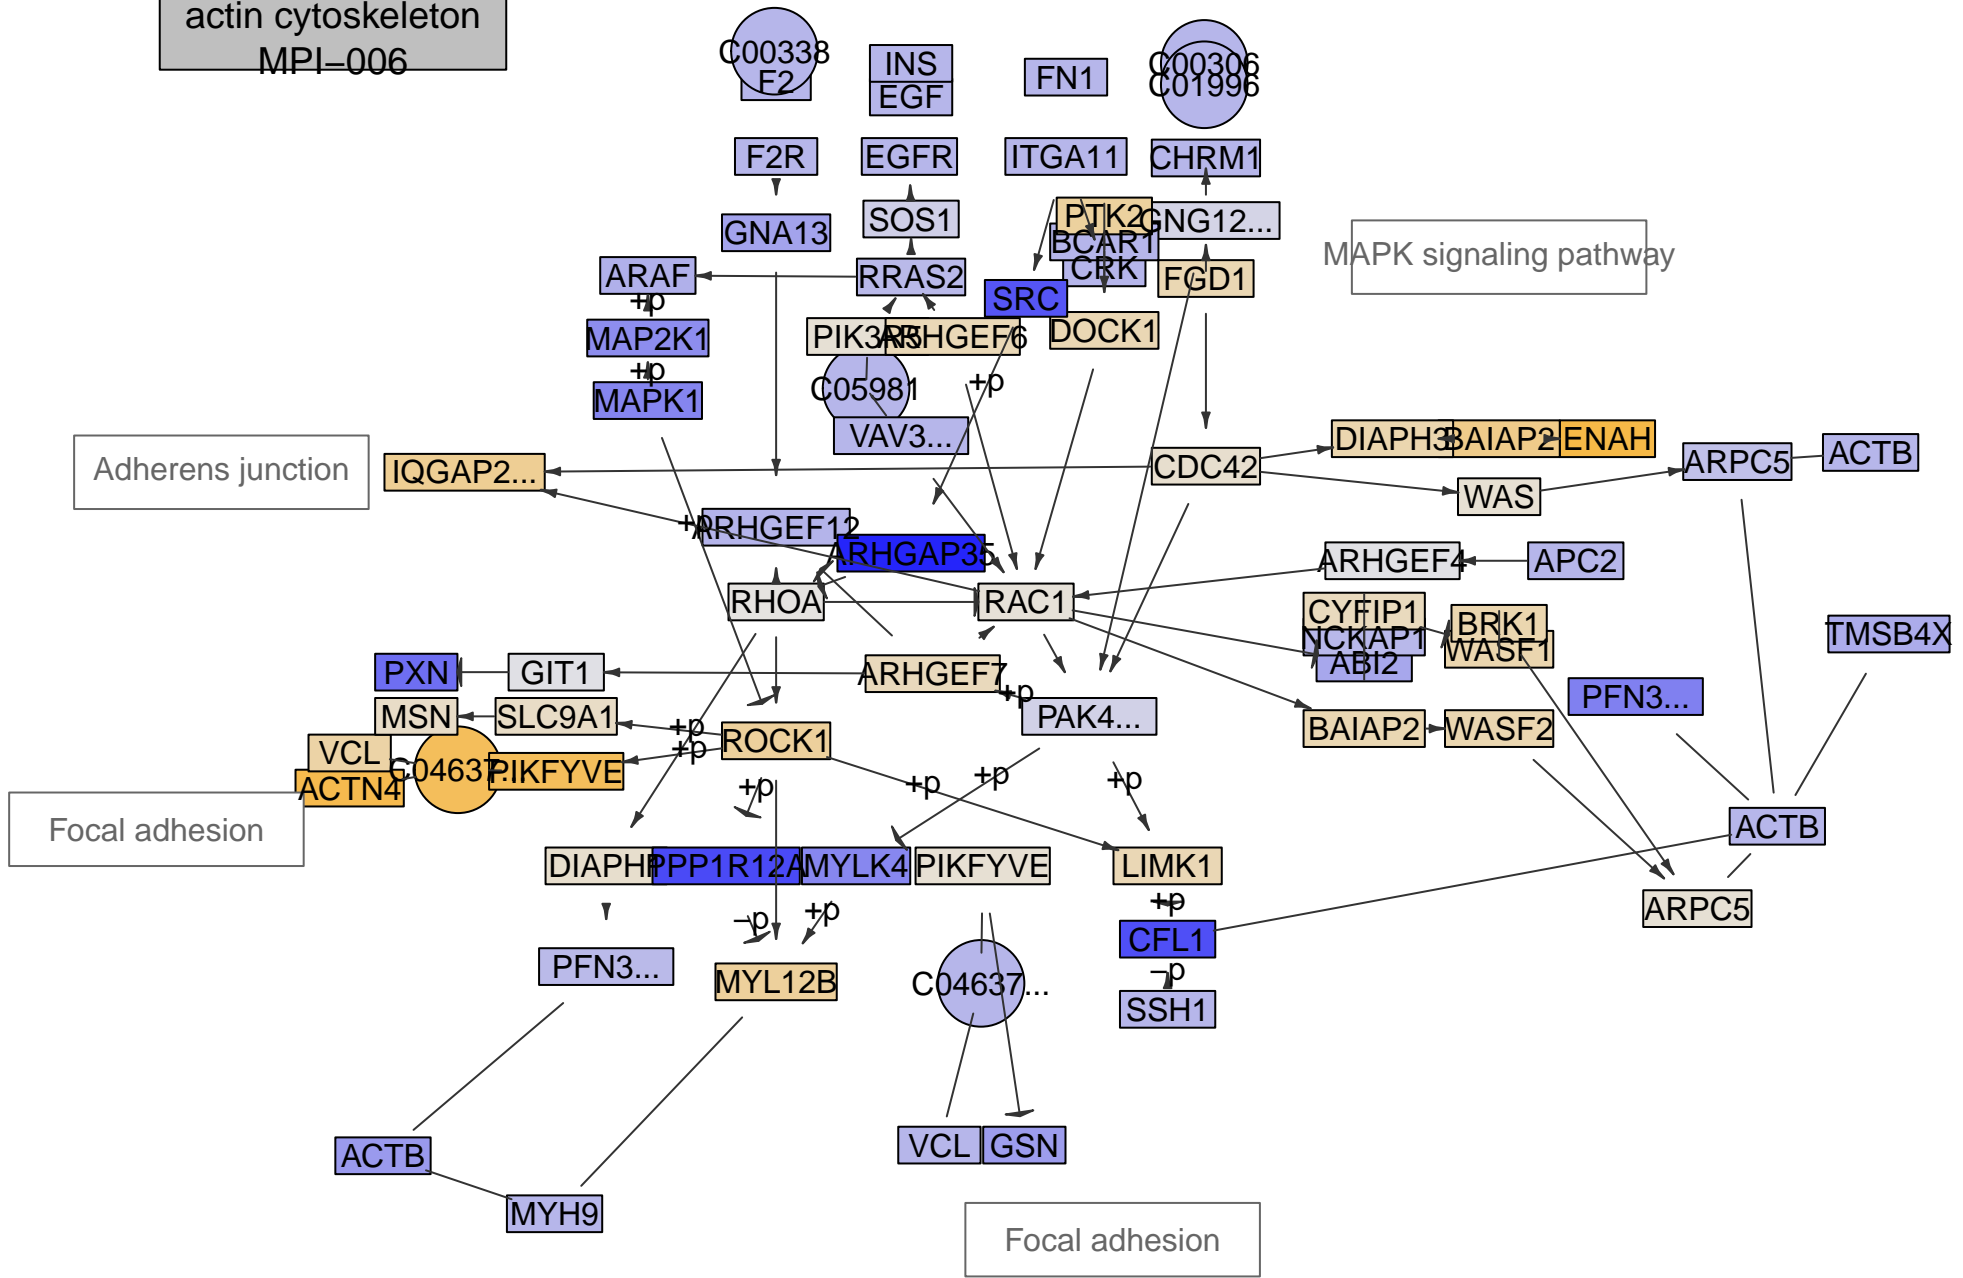 actin cytoskeleton
MPI−006
C00338
F2
INS
EGF
FN1
C00306
C01996
F2R
EGFR
ITGA11
CHRM1
GNA13
SOS1
PTK2
GNG12...
BCAR1
CRK
MAPK signaling pathway
ARAF
RRAS2
SRC
FGD1
+p
MAP2K1
ARHGEF6
DOCK1
+p
MAPK1
C05981
+p
VAV3...
DIAPH3
BAIAP2
ENAH
ARPC5
ACTB
Adherens junction
IQGAP2...
CDC42
WAS
+p
ARHGEF12
ARHGAP35
ARHGEF4
APC2
RHOA
RAC1
CYFIP1
BRK1
NCKAP1
WASF1
ABI2
TMSB4X
PXN
GIT1
ARHGEF7
+p
PFN3...
MSN
SLC9A1
+p
PAK4...
BAIAP2
WASF2
VCL
C04637...
PIKFYVE
+p
ROCK1
ACTN4
+p
+p
+p
+p
Focal adhesion
ACTB
PPP1R12A
MYLK4
PIKFYVE
LIMK1
−p
+p
+p
ARPC5
CFL1
PFN3...
MYL12B
C04637...
−p
SSH1
ACTB
VCL
GSN
MYH9
Focal adhesion